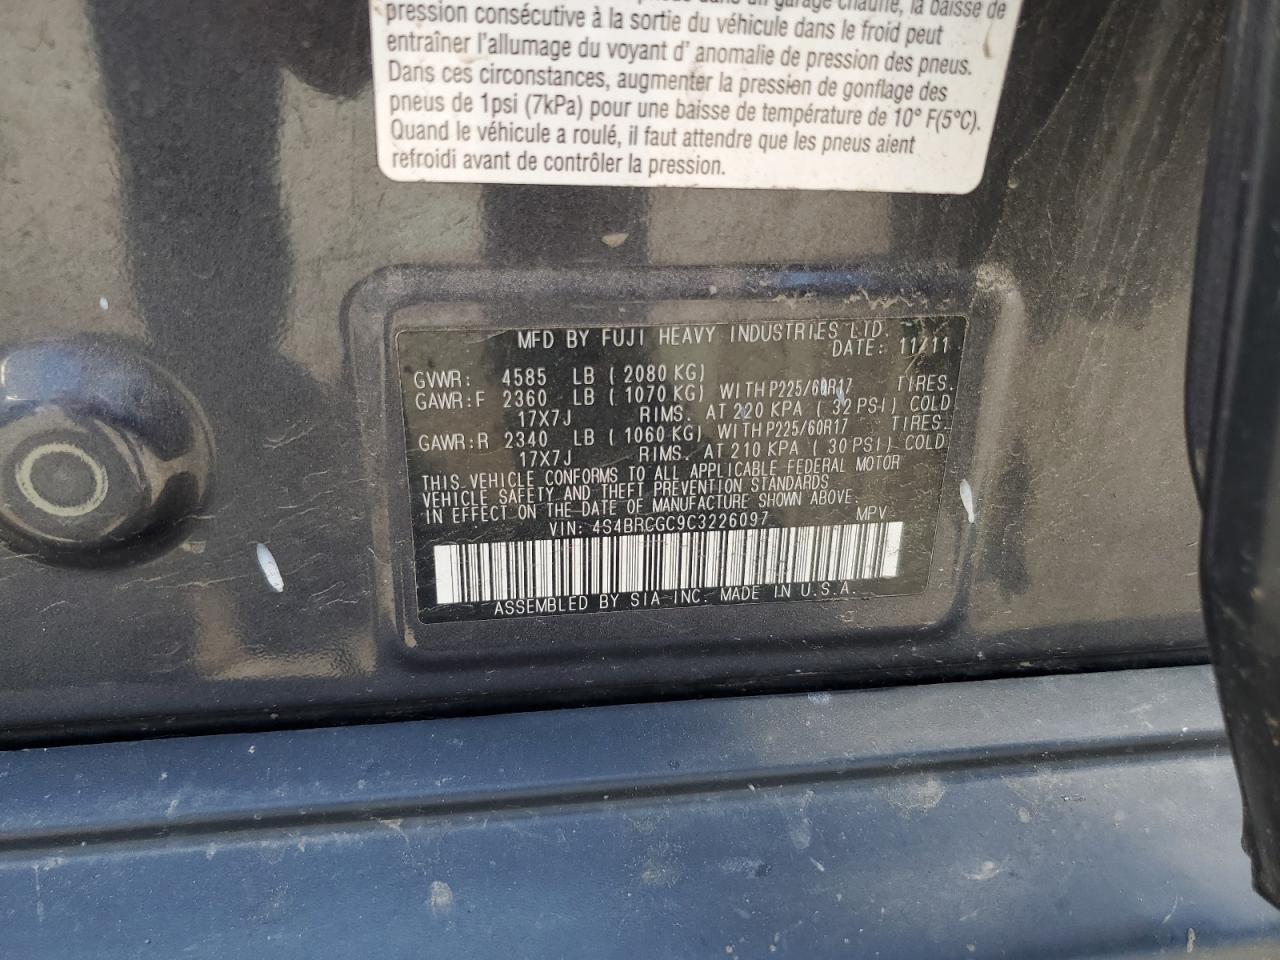 dans un garage chauffé, la baisse de
pression consécutive à la sortie du véhicule dans le froid peut
entraîner l'allumage du voyant d' anomalie de pression des pneus.
Dans ces circonstances, augmenter la pression de gonflage des
pneus de 1psi (7kPa) pour une baisse de température de 10° F(5°C).
Quand le véhicule a roulé, il faut attendre que les pneus aient
refroidi avant de contrôler la pression.
MFD BY FUJI HEAVY INDUSTRIES LTD.
DATE: 11/11
GVWR: 4585 LB ( 2080 KG)
GAWR:F 2360 LB ( 1070 KG) WITH P225/60R17 TIRES.
17X7J RIMS. AT 220 KPA ( 32 PSI) COLD
GAWR:R 2340 LB ( 1060 KG) WITH P225/60R17 TIRES.
17X7J RIMS. AT 210 KPA ( 30 PSI) COLD
THIS VEHICLE CONFORMS TO ALL APPLICABLE FEDERAL MOTOR
VEHICLE SAFETY AND THEFT PREVENTION STANDARDS
IN EFFECT ON THE DATE OF MANUFACTURE SHOWN ABOVE.
VIN: 4S4BRCGC9C3226097 MPV
ASSEMBLED BY SIA INC. MADE IN U.S.A.